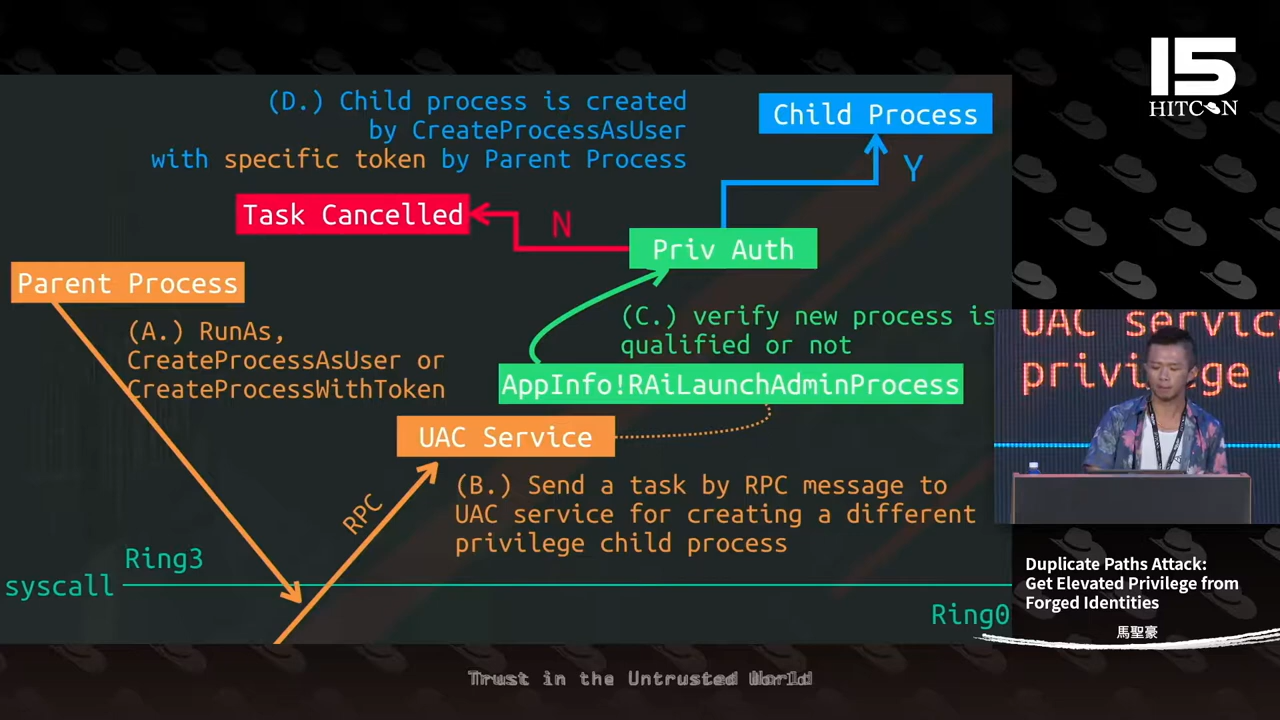 (D.) Child process is created
by CreateProcessAsUser
with specific token by Parent Process
Child Process
Y
Task Cancelled
N
Priv Auth
Parent Process
(A.) RunAs,
CreateProcessAsUser or
CreateProcessWithToken
(C.) verify new process is
qualified or not
AppInfo!RAiLaunchAdminProcess
UAC Service
RPC
(B.) Send a task by RPC message to
UAC service for creating a different
privilege child process
Ring3
syscall
Ring0
15
HITCON
UAC servic
privilege
Duplicate Paths Attack:
Get Elevated Privilege from
Forged Identities
馬聖豪
Trust in the Untrusted World